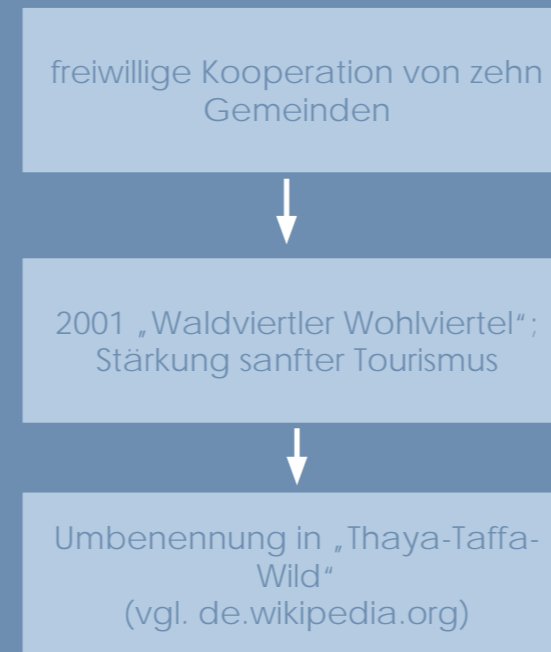 freiwillige Kooperation von zehn
Gemeinden
2001 „Waldviertler Wohlviertel“;
Stärkung sanfter Tourismus
Umbenennung in „Thaya-Taffa-
Wild“
(vgl. de.wikipedia.org)